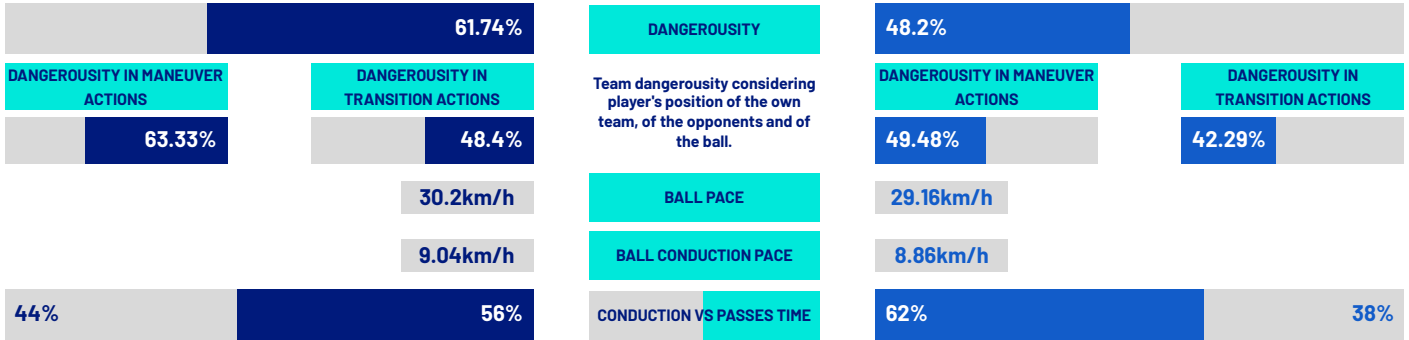 61.74%
DANGEROUSITY
48.2%
DANGEROUSITY IN MANEUVER
ACTIONS
DANGEROUSITY IN
TRANSITION ACTIONS
Team dangerousity considering
player's position of the own
team, of the opponents and of
the ball.
DANGEROUSITY IN MANEUVER
ACTIONS
DANGEROUSITY IN
TRANSITION ACTIONS
63.33%
48.4%
49.48%
42.29%
30.2km/h
BALL PACE
29.16km/h
9.04km/h
BALL CONDUCTION PACE
8.86km/h
44%
56%
CONDUCTION VS PASSES TIME
62%
38%